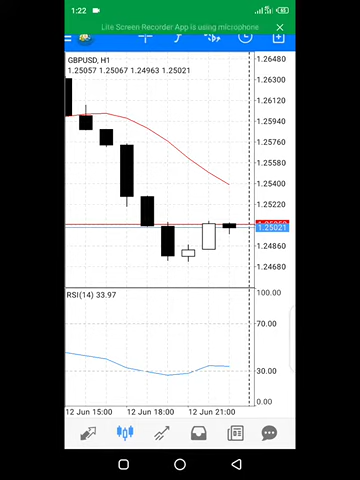 1:22
Lite Screen Recorder App is using microphone
GBPUSD, H1
1.25057 1.25067 1.24963 1.25021
1.26480
1.26300
1.26120
1.25940
1.25760
1.25580
1.25400
1.25220
1.25021
1.24860
1.24680
RSI(14) 33.97
100.00
70.00
30.00
0.00
12 Jun 15:00
12 Jun 18:00
12 Jun 21:00